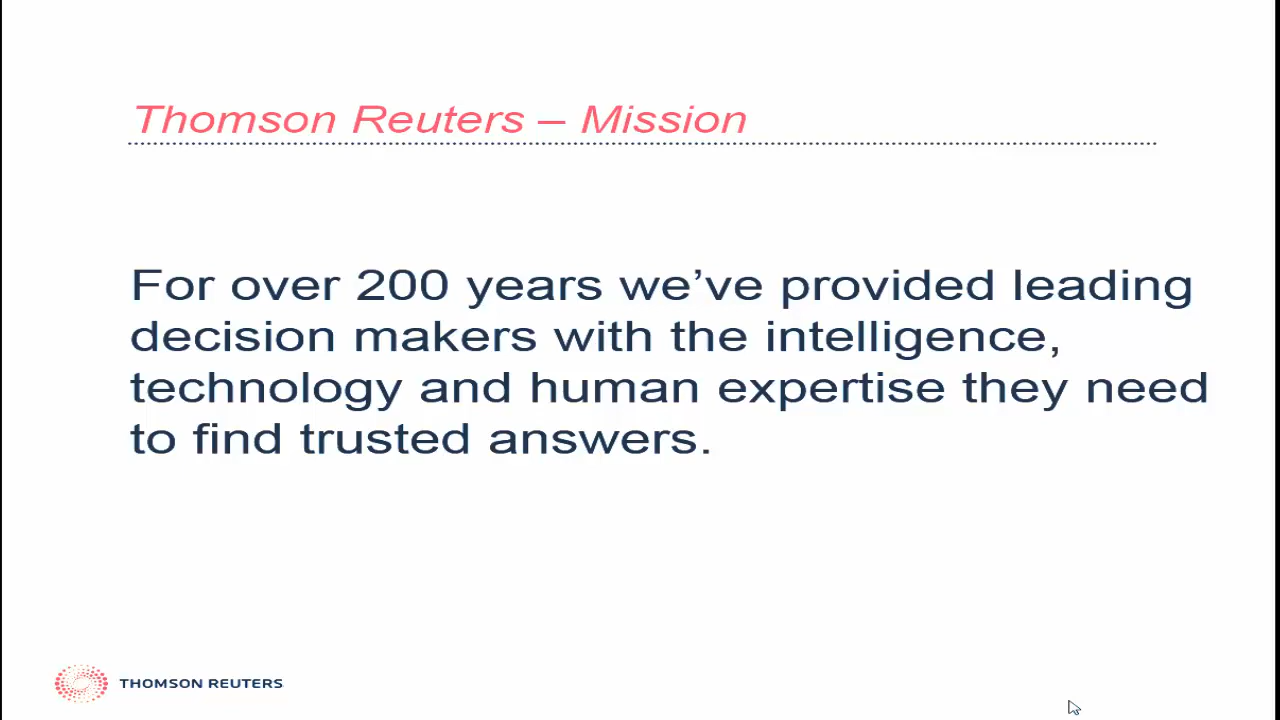 Thomson Reuters – Mission
For over 200 years we’ve provided leading
decision makers with the intelligence,
technology and human expertise they need
to find trusted answers.
THOMSON REUTERS